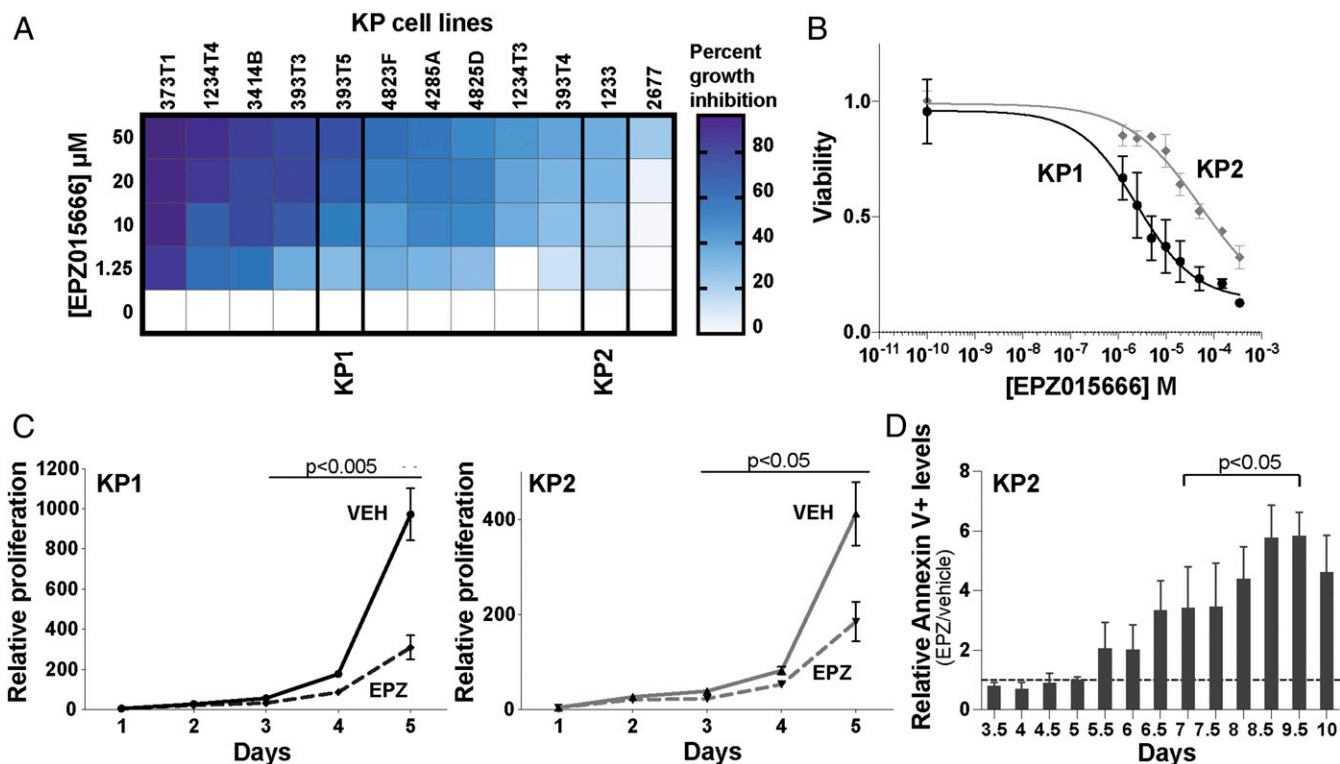 A
KP cell lines
373T1
1234T4
3414B
393T3
393T5
4823F
4285A
4825D
1234T3
393T4
1233
2677
Percent
growth
inhibition
[EPZ015666] µM
50
20
10
1.25
0
80
60
40
20
0
KP1
KP2
B
Viability
1.0
0.5
0.0
KP1
KP2
10⁻¹¹ 10⁻¹⁰ 10⁻⁹ 10⁻⁸ 10⁻⁷ 10⁻⁶ 10⁻⁵ 10⁻⁴ 10⁻³
[EPZ015666] M
C
KP1
Relative proliferation
1200
1000
800
600
400
200
0
p<0.005
VEH
EPZ
1 2 3 4 5
Days
KP2
Relative proliferation
400
200
0
p<0.05
VEH
EPZ
1 2 3 4 5
Days
D
KP2
Relative Annexin V+ levels
(EPZ/vehicle)
8
6
4
2
0
p<0.05
3.5 4 4.5 5 5.5 6 6.5 7 7.5 8 8.5 9.5 10
Days